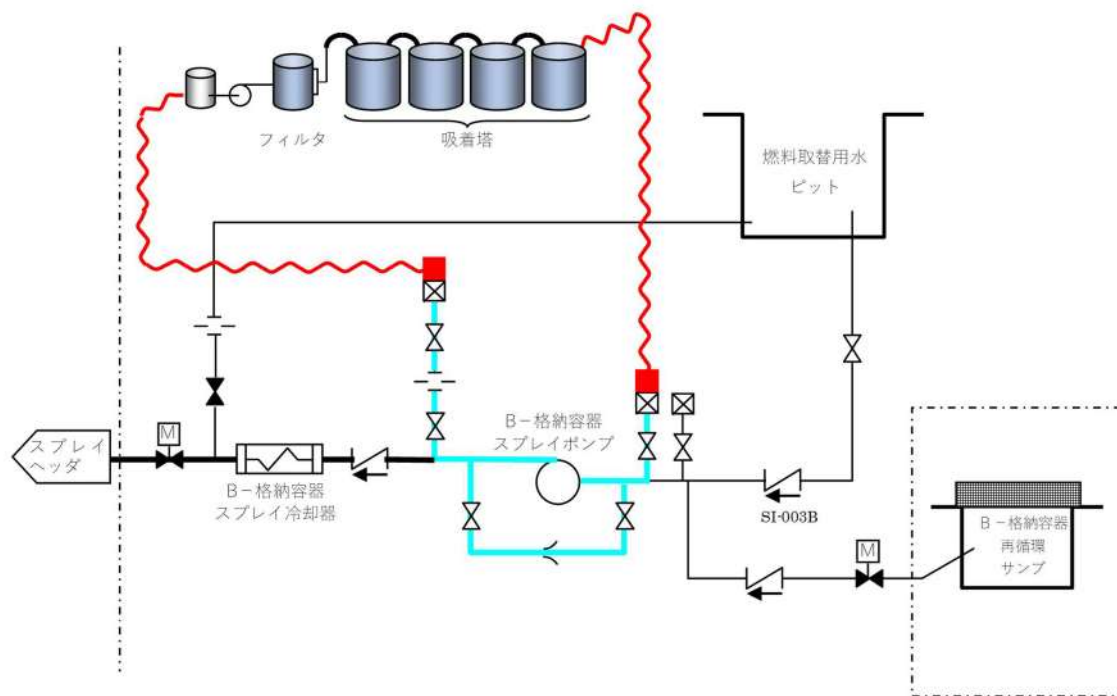 フィルタ
吸着塔
燃料取替用水
ピット
B－格納容器
スプレイポンプ
M
スプレイ
ヘッダ
B－格納容器
スプレイ冷却器
SI-003B
M
B－格納容器
再循環
サンプ